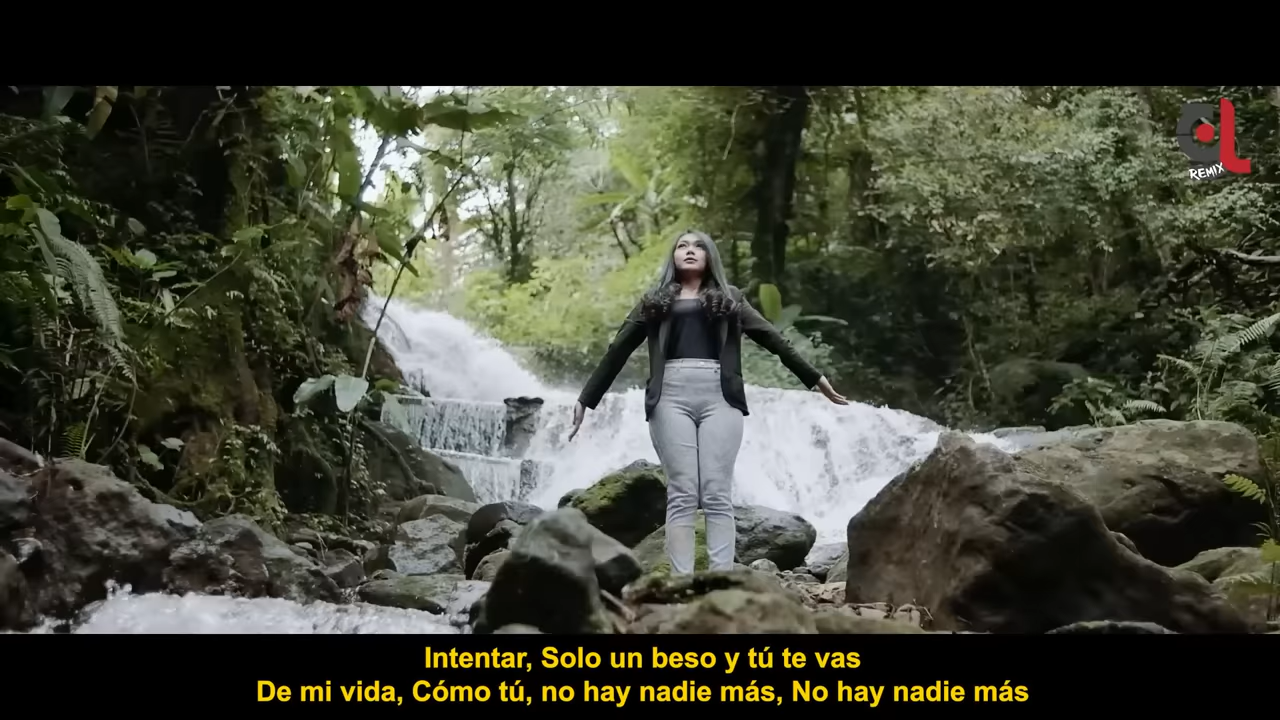 REMIX
Intentar, Solo un beso y tú te vas
De mi vida, Cómo tú, no hay nadie más, No hay nadie más